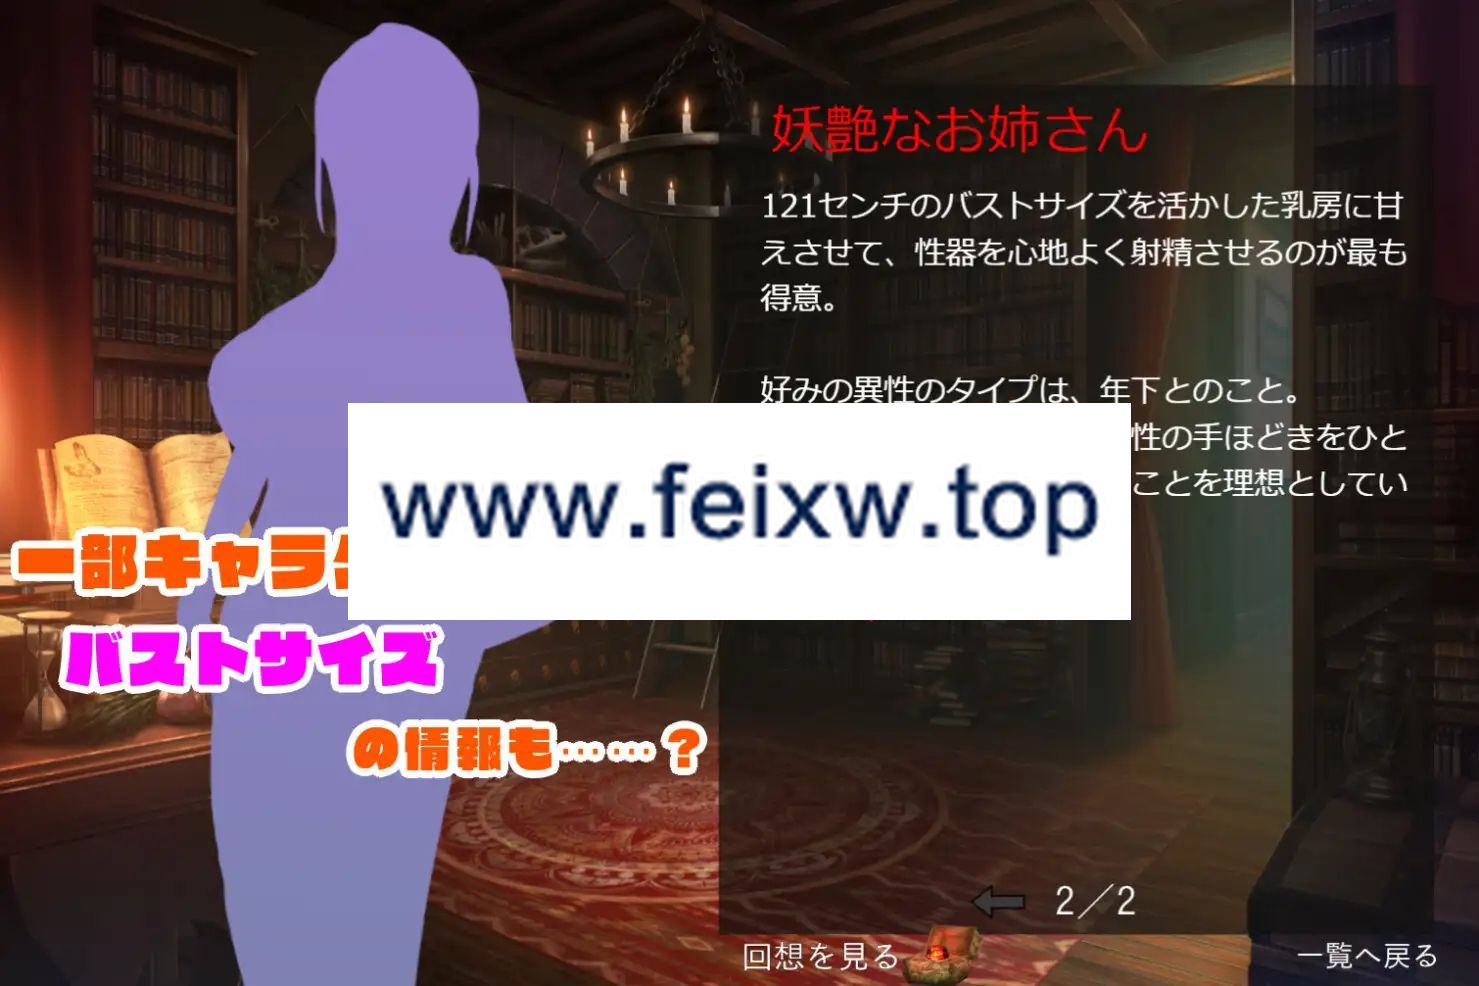 妖艶なお姉さん
121センチのバストサイズを活かした乳房に甘
えさせて、性器を心地よく射精させるのが最も
得意。
好みの異性のタイプは、年下とのこと。
性の手ほどきをひと
ことを理想としてい
www.feixw.top
一部キャラ
バストサイズ
の情報も……？
2／2
回想を見る
一覧へ戻る